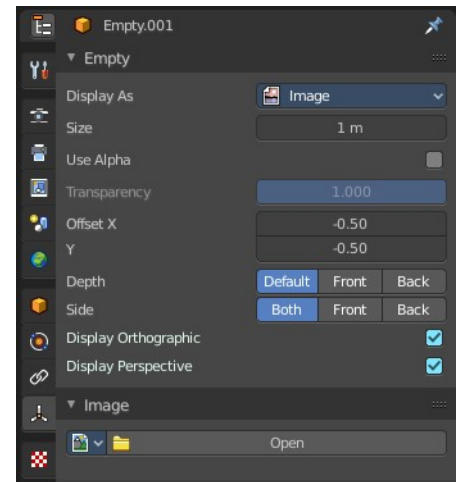 Empty.001
Empty
Display As Image
Size 1 m
Use Alpha
Transparency 1.000
Offset X -0.50
Y -0.50
Depth Default Front Back
Side Both Front Back
Display Orthographic
Display Perspective
Image
Open